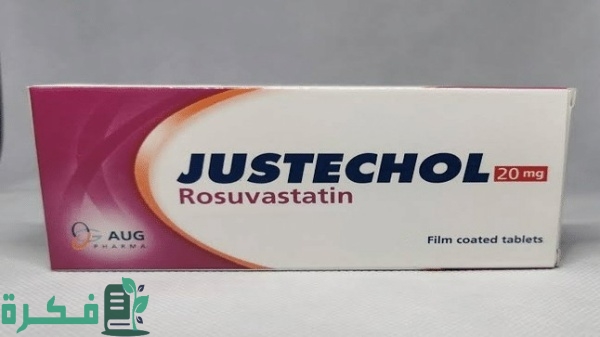 JUSTECHOL 20 mg
Rosuvastatin
AUG
PHARMA
Film coated tablets
فكرة